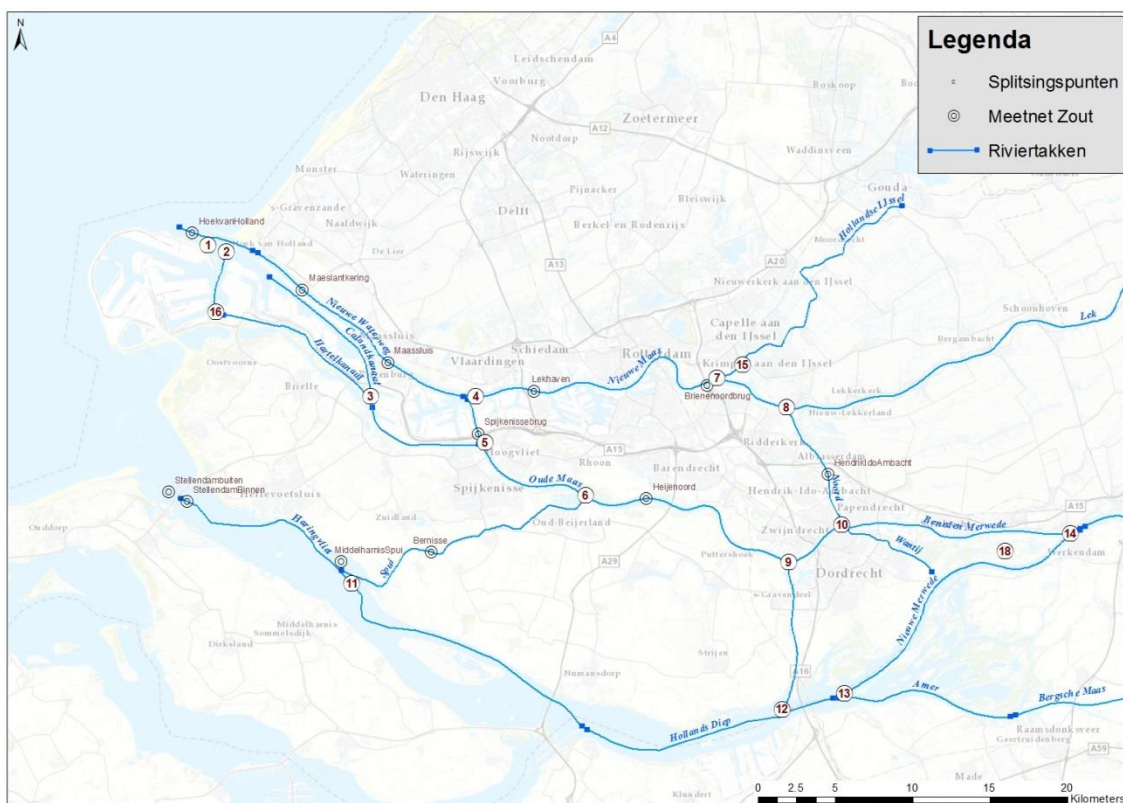 N
Legenda
Splitsingspunten
Meetnet Zout
Riviertakken
A4
Leidschendam
Voorburg
Den Haag
Boskoop
Zoetermeer
A12
Nootdorp
Waddinxveen
Rijswijk
Monster
Wateringen
Pijnacker
Gouda
's-Gravenzande
Delft
Bleiswijk
Naaldwijk
Berkel en Rodenrijs
HoekvanHolland
Hollandse IJssel
Moordrecht
1
2
Hoek van Holland
De Lier
A13
A20
Nieuwerkerk aan den IJssel
Maeslantkering
Schoonhoven
16
Nieuwe Waterweg
Capelle aan
den IJssel
Lek
Calandkanaal
Maassluis
Schiedam
Vlaardingen
Rotterdam
Bergambacht
Oostvoorne
Hartelkanaal
Nieuwe Maas
15
Krimpen aan den IJssel
7
Brielle
3
4
Lekhaven
Brienenoordbrug
Lekkerkerk
8
Nieuw-Lekkerland
Spijkenissebrug
5
Hoogvliet
A15
Ridderkerk
Rhoon
Barendrecht
Alblasserdam
HendrikIdoAmbacht
Noord
Stellendambuiten
StellendamBinnen
Hellevoetsluis
Spijkenisse
Oude Maas
6
Heijenoord
Hendrik-Ido-Ambacht
Papendrecht
A15
Ouddorp
Zuidland
Oud-Beijerland
Zwijndrecht
10
Beneden Merwede
14
Haringvliet
Bernisse
Wantij
18
Werkendam
MiddelharnisSpui
Spui
Puttershoek
9
Dordrecht
11
A29
's-Gravendeel
Nieuwe Merwede
Middelharnis
Sommelsdijk
Dirksland
Strijen
Numansdorp
A16
13
Amer
Bergsche Maas
12
Hollands Diep
Raamsdonksveer
Geertruidenberg
A59
Made
Klundert
0 2.5 5 10 15 20
Kilometers